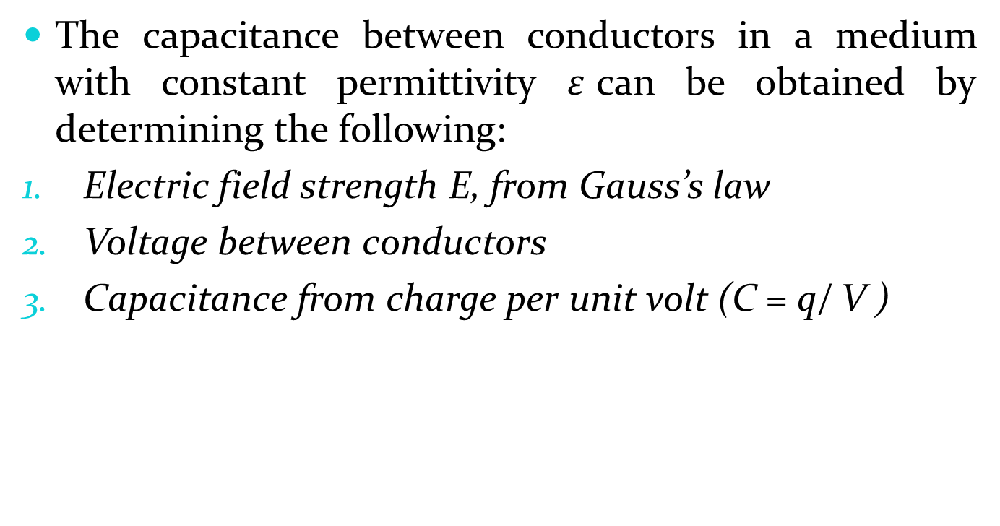 • The capacitance between conductors in a medium
with constant permittivity ε can be obtained by
determining the following:
1. Electric field strength E, from Gauss’s law
2. Voltage between conductors
3. Capacitance from charge per unit volt (C = q/ V )